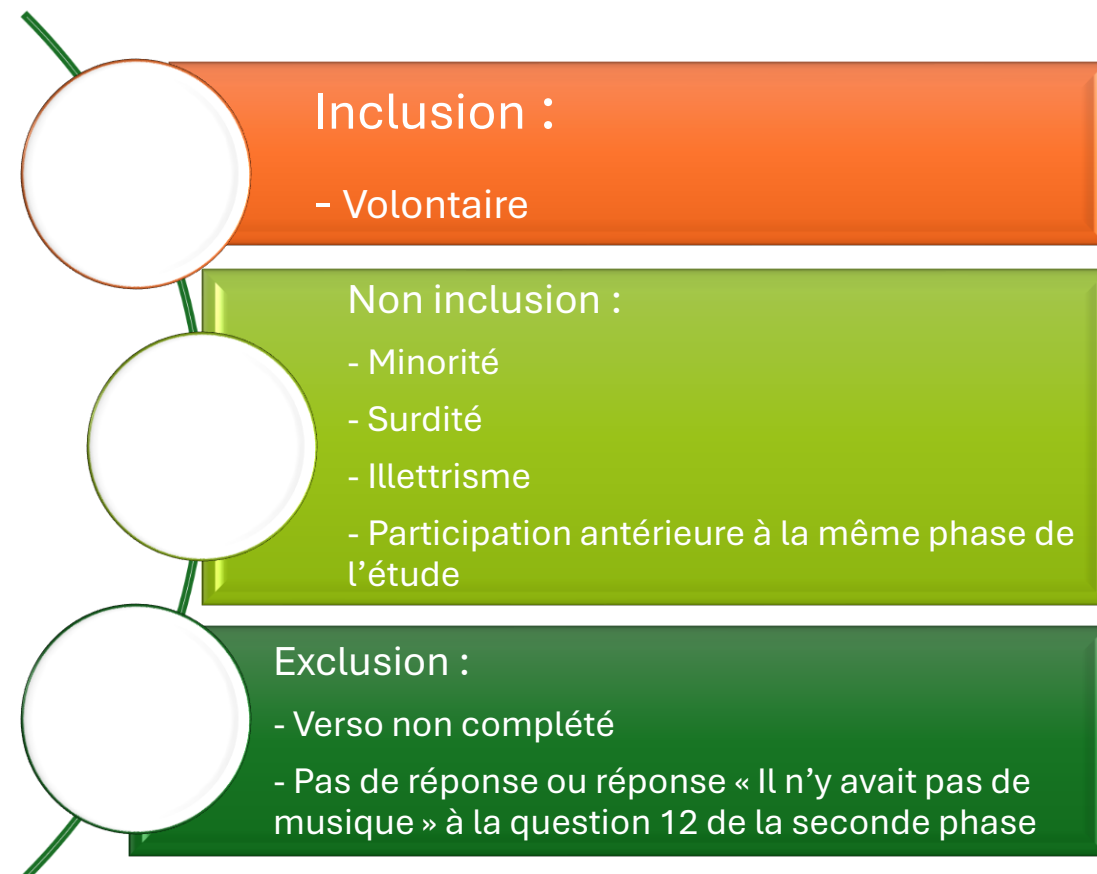 Inclusion :
- Volontaire
Non inclusion :
- Minorité
- Surdité
- Illettrisme
- Participation antérieure à la même phase de
l’étude
Exclusion :
- Verso non complété
- Pas de réponse ou réponse « Il n’y avait pas de
musique » à la question 12 de la seconde phase